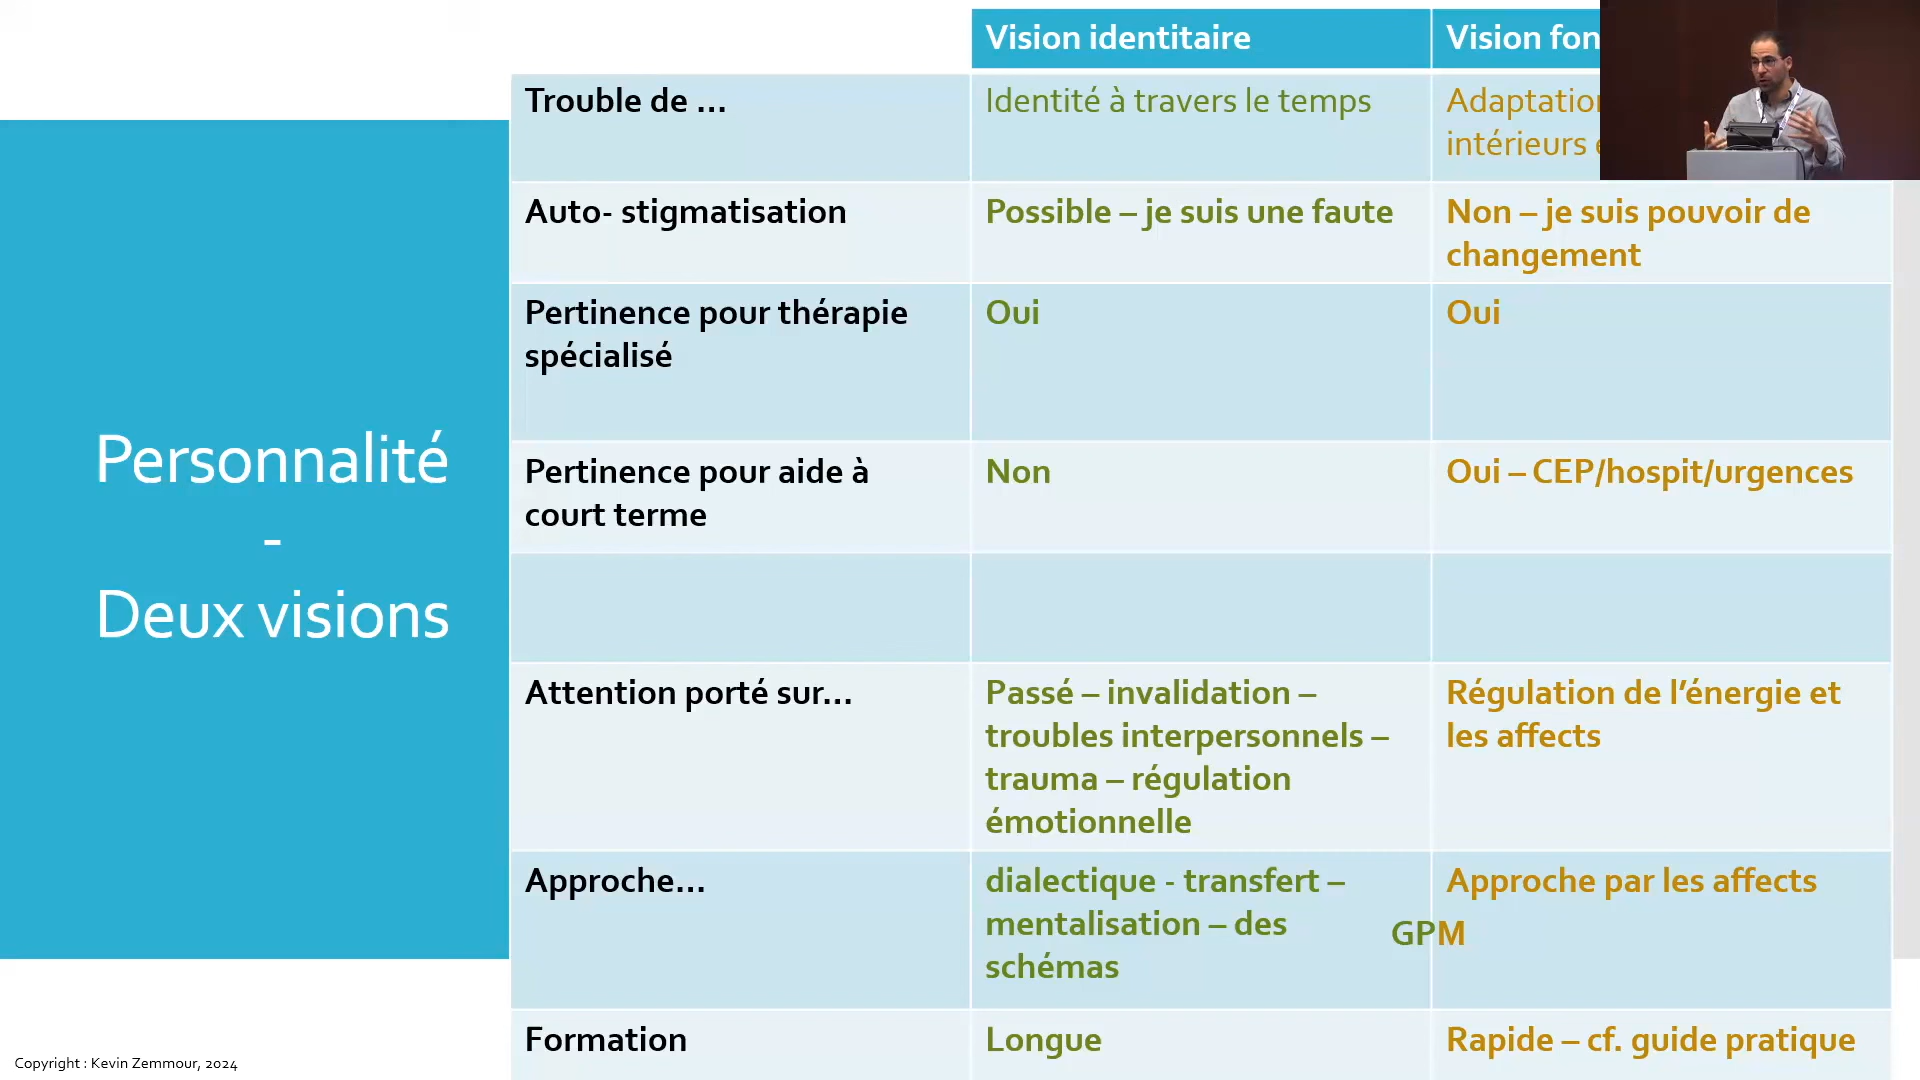 Vision identitaire
Vision
Trouble de ...
Identité à travers le temps
intérieurs
Auto- stigmatisation
Possible – je suis une faute
Non – je suis pouvoir de
changement
Pertinence pour thérapie
spécialisé
Oui
Oui
Pertinence pour aide à
court terme
Non
Oui – CEP/hospit/urgences
Attention porté sur...
Passé – invalidation –
troubles interpersonnels –
trauma – régulation
émotionnelle
Régulation de l’énergie et
les affects
Approche...
dialectique - transfert –
mentalisation – des
schémas
Approche par les affects
GPM
Formation
Longue
Rapide – cf. guide pratique
Personnalité
-
Deux visions
Copyright : Kevin Zemmour, 2024